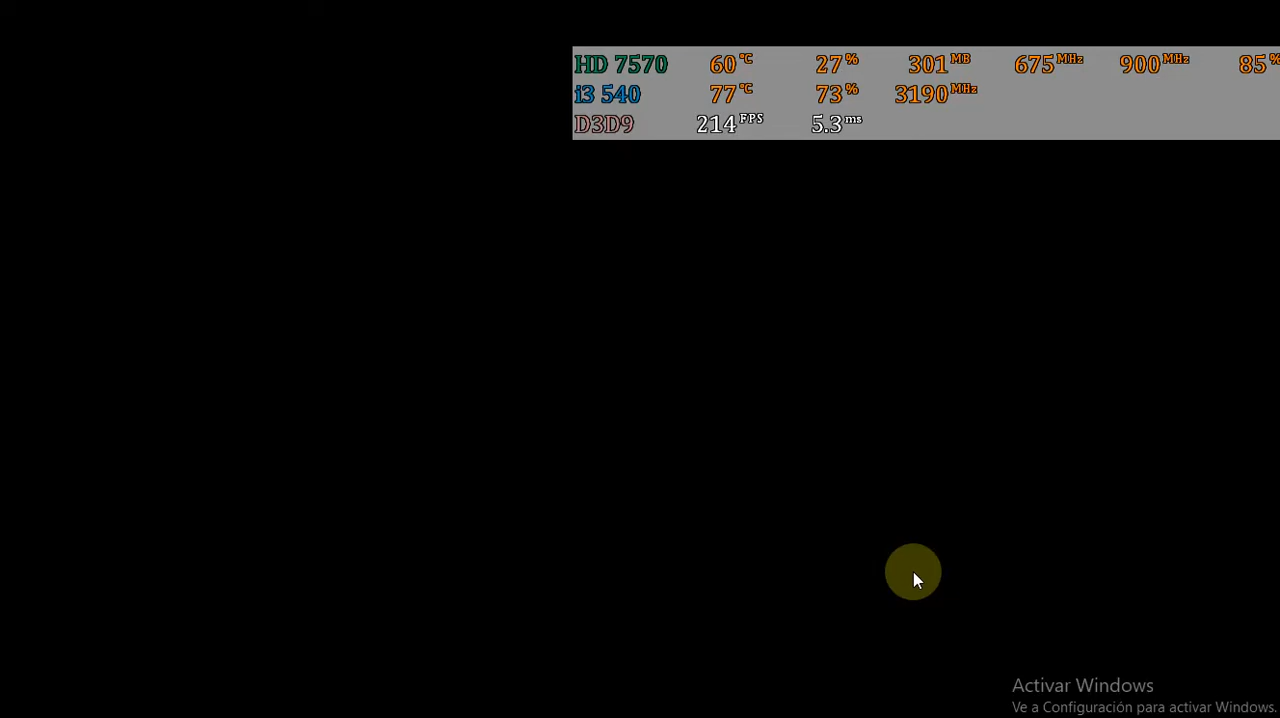 HD 7570 60 °C 27 % 301 MB 675 MHz 900 MHz 85 %
i3 540 77 °C 73 % 3190 MHz
D3D9 214 FPS 5.3 ms
Activar Windows
Ve a Configuración para activar Windows.